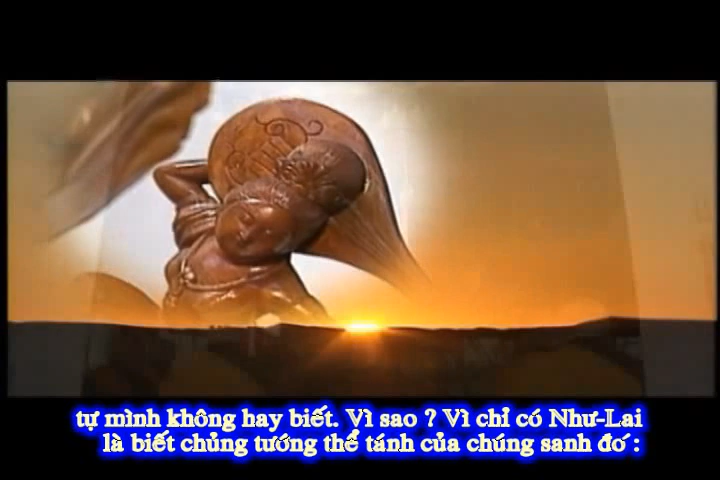 tự mình không hay biết. Vì sao ? Vì chỉ có Như-Lai
là biết chủng tướng thể tánh của chúng sanh đó :